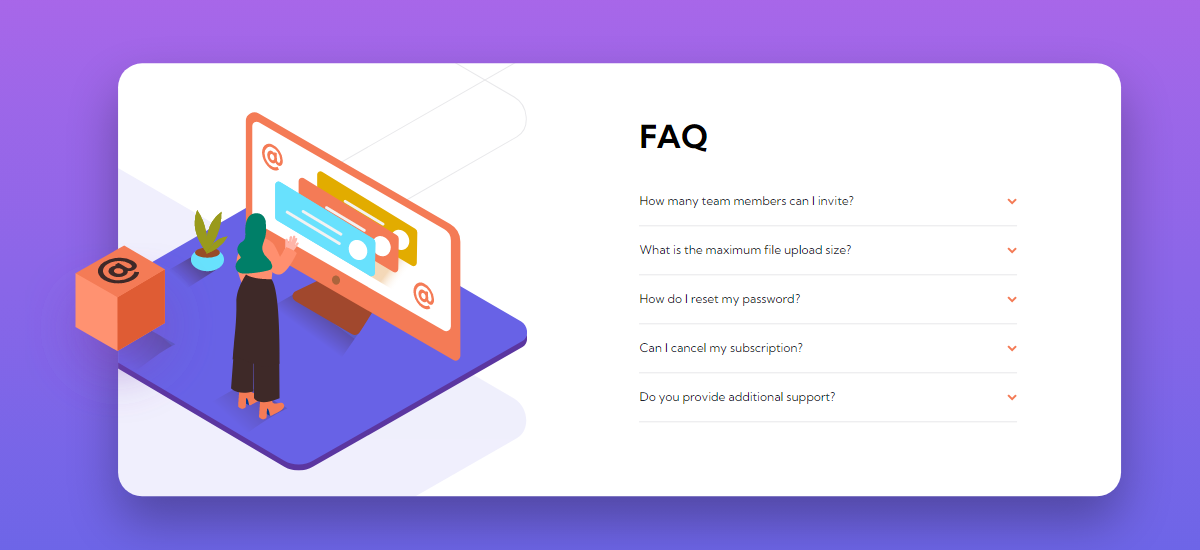 FAQ
How many team members can I invite?
What is the maximum file upload size?
How do I reset my password?
Can I cancel my subscription?
Do you provide additional support?
@
@
@